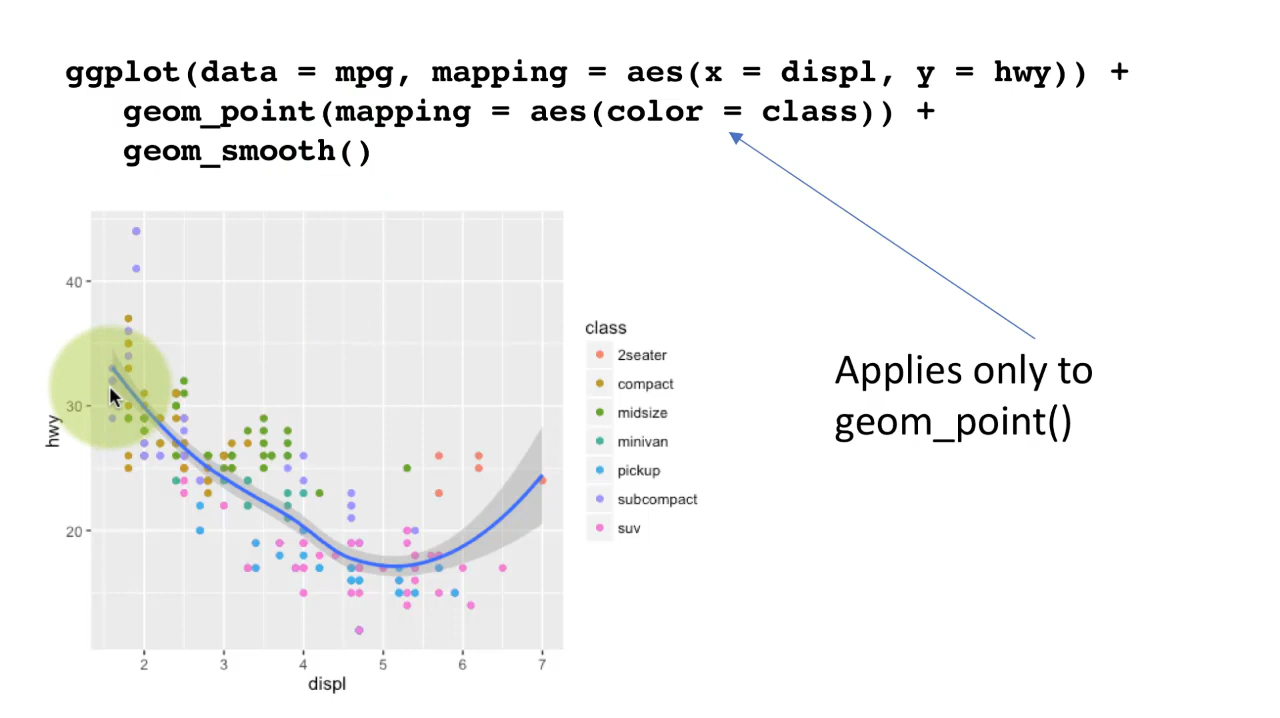 ggplot(data = mpg, mapping = aes(x = displ, y = hwy)) +
geom_point(mapping = aes(color = class)) +
geom_smooth()
40
30
20
hwy
2 3 4 5 6 7
displ
class
2seater
compact
midsize
minivan
pickup
subcompact
suv
Applies only to
geom_point()